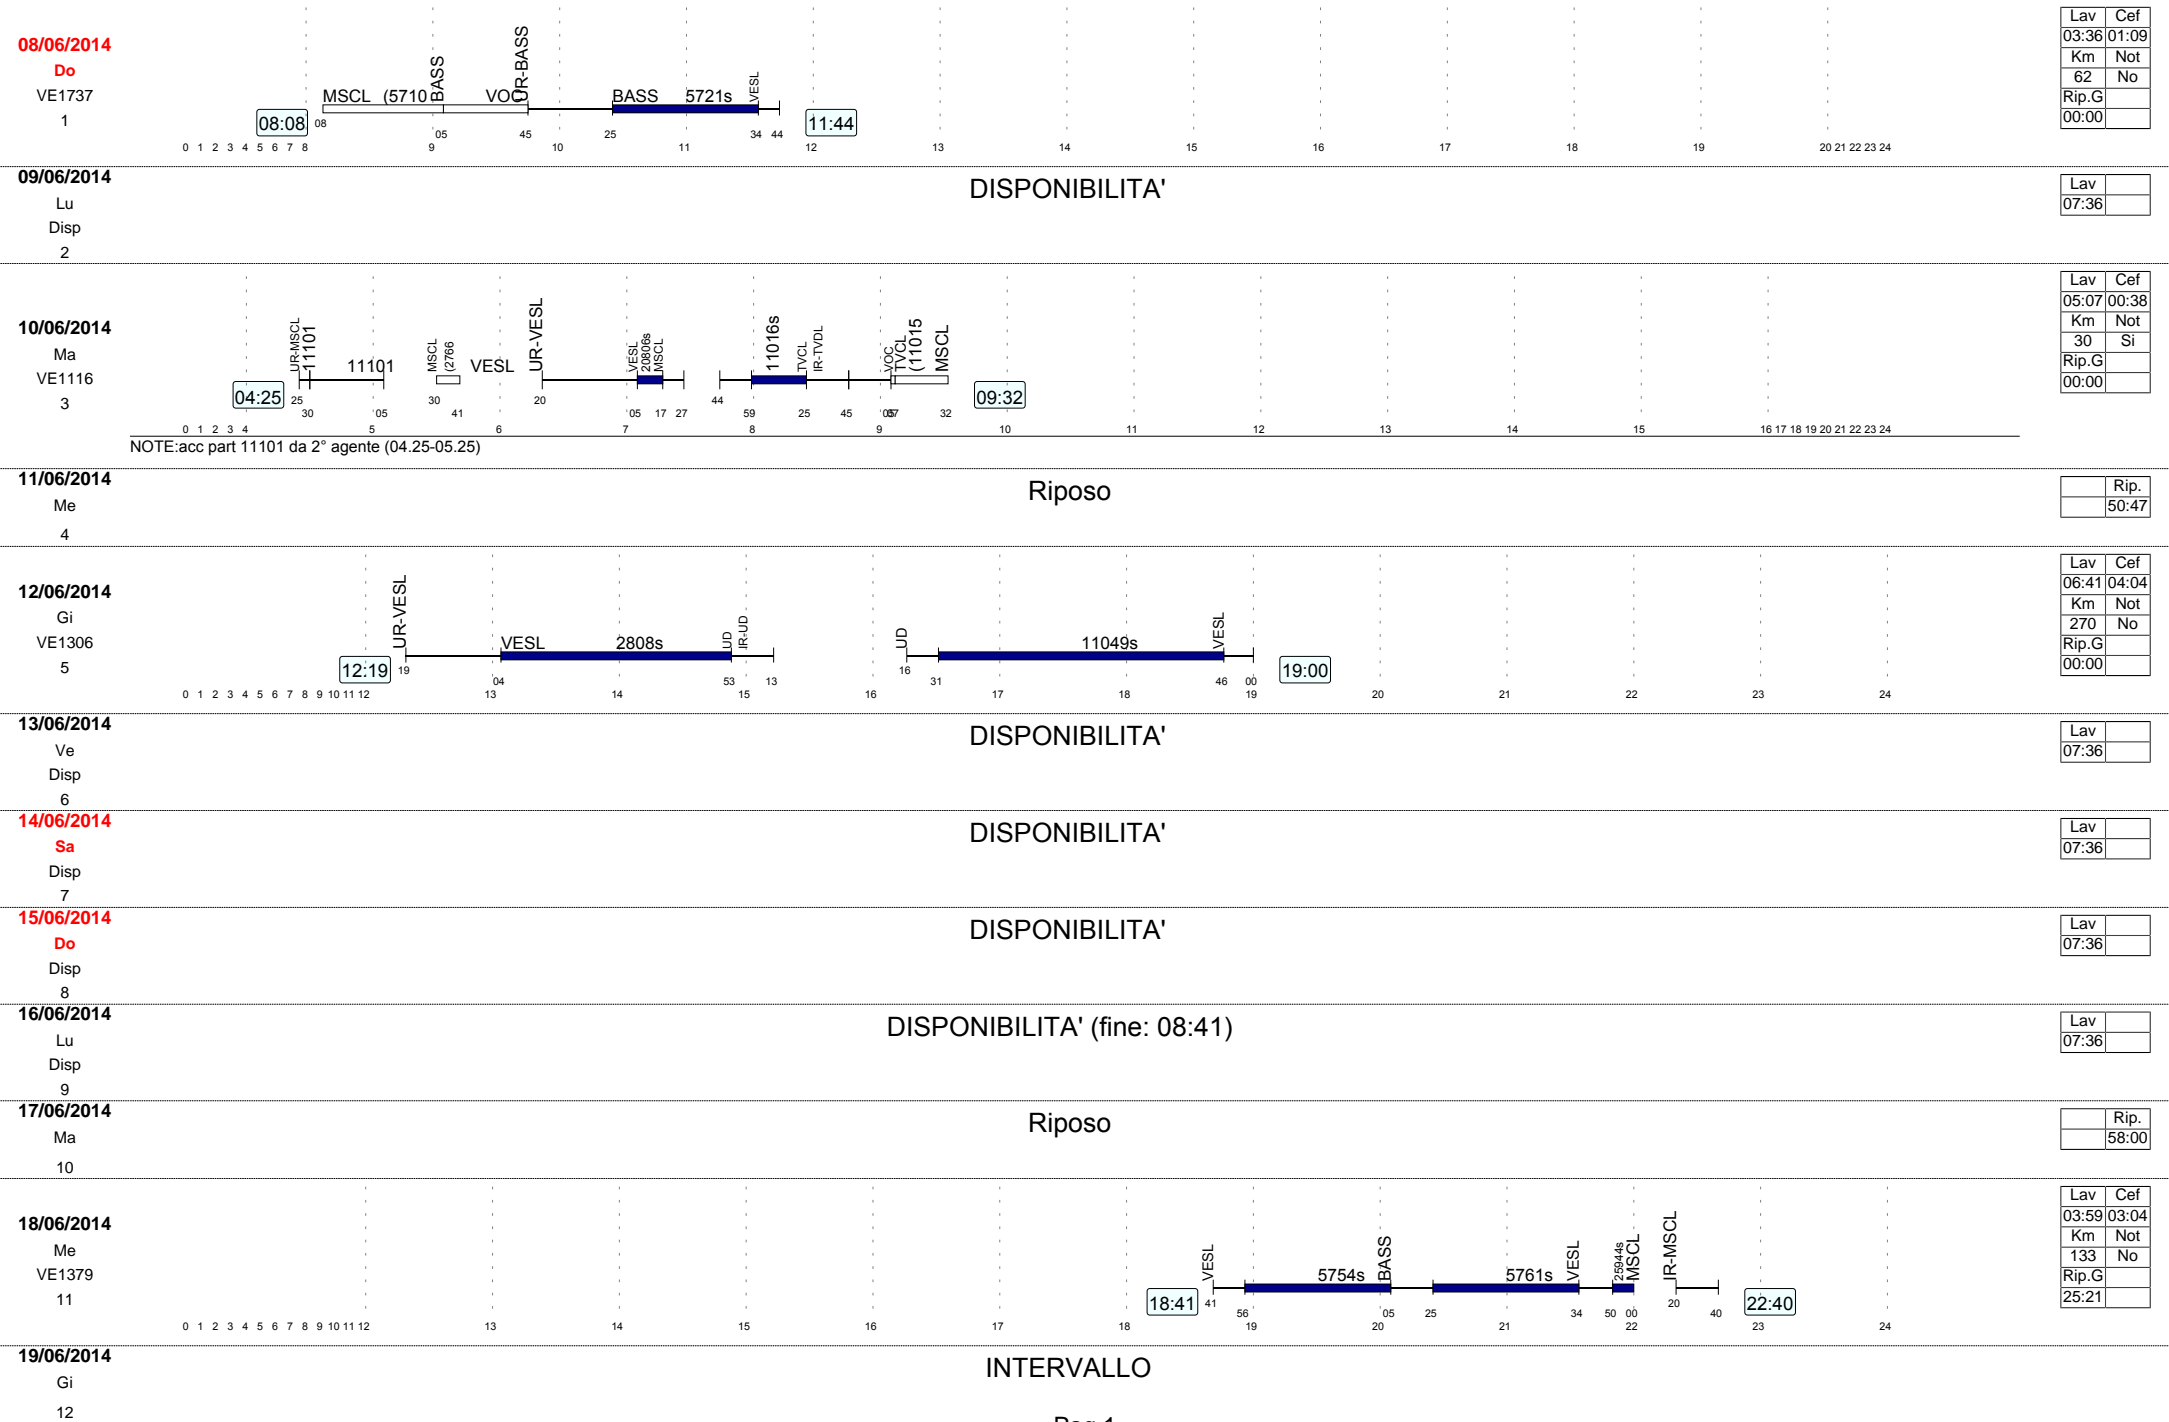 08/06/2014
Do
VE1737
1
08:08
MSCL (5710 BASS VOC UR-BASS BASS 5721s VESL
08 05 45 25 34 44
11:44
0 1 2 3 4 5 6 7 8 9 10 11 12 13 14 15 16 17 18 19 20 21 22 23 24
Lav Cef
03:36 01:09
Km Not
62 No
Rip.G
00:00
09/06/2014
Lu
Disp
2
DISPONIBILITA'
Lav
07:36
10/06/2014
Ma
VE1116
3
04:25
UR-MSCL 11101 11101 MSCL (2766 VESL UR-VESL VESL 20806s MSCL 11016s TVCL IR-TVDL VOC TVCL (11015 MSCL
25 30 05 30 41 20 05 17 27 44 59 25 45 05 07 32
09:32
0 1 2 3 4 5 6 7 8 9 10 11 12 13 14 15 16 17 18 19 20 21 22 23 24
NOTE:acc part 11101 da 2° agente (04.25-05.25)
Lav Cef
05:07 00:38
Km Not
30 Si
Rip.G
00:00
11/06/2014
Me
4
Riposo
Rip.
50:47
12/06/2014
Gi
VE1306
5
12:19
UR-VESL VESL 2808s UD IR-UD UD 11049s VESL
19 04 53 13 16 31 46 00
19:00
0 1 2 3 4 5 6 7 8 9 10 11 12 13 14 15 16 17 18 19 20 21 22 23 24
Lav Cef
06:41 04:04
Km Not
270 No
Rip.G
00:00
13/06/2014
Ve
Disp
6
DISPONIBILITA'
Lav
07:36
14/06/2014
Sa
Disp
7
DISPONIBILITA'
Lav
07:36
15/06/2014
Do
Disp
8
DISPONIBILITA'
Lav
07:36
16/06/2014
Lu
Disp
9
DISPONIBILITA' (fine: 08:41)
Lav
07:36
17/06/2014
Ma
10
Riposo
Rip.
58:00
18/06/2014
Me
VE1379
11
18:41
VESL 5754s BASS 5761s VESL 25944s MSCL IR-MSCL
41 56 05 25 34 50 00 20 40
22:40
0 1 2 3 4 5 6 7 8 9 10 11 12 13 14 15 16 17 18 19 20 21 22 23 24
Lav Cef
03:59 03:04
Km Not
133 No
Rip.G
25:21
19/06/2014
Gi
12
INTERVALLO
Pag 1